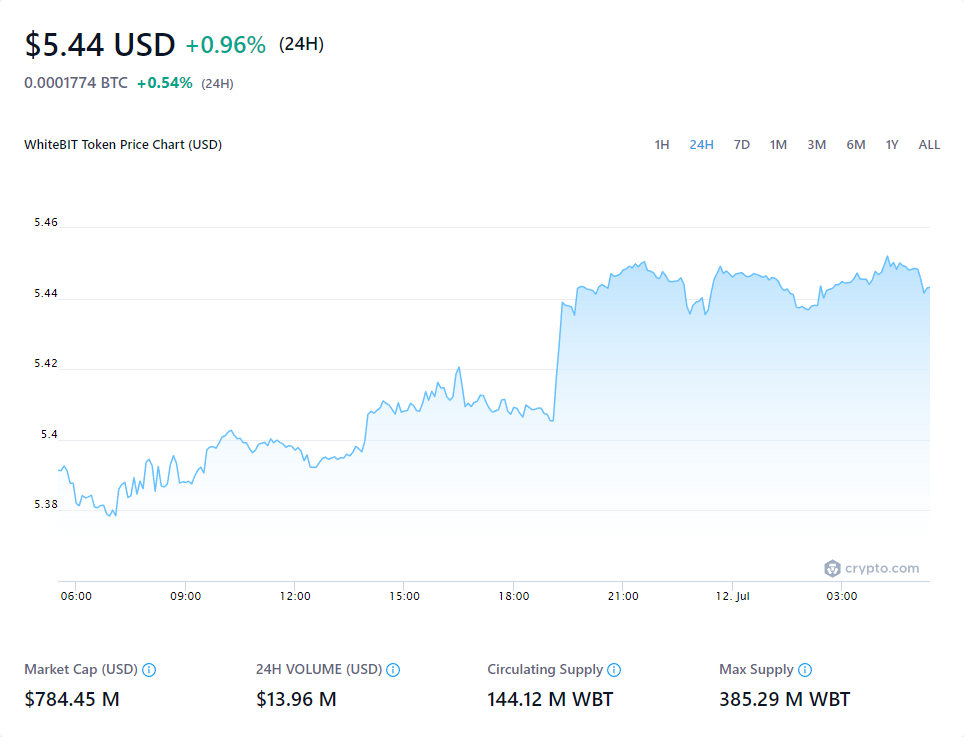 $5.44 USD +0.96% (24H)
0.0001774 BTC +0.54% (24H)
WhiteBIT Token Price Chart (USD) 1H 24H 7D 1M 3M 6M 1Y ALL
5.46
5.44
5.42
5.4
5.38
crypto.com
06:00 09:00 12:00 15:00 18:00 21:00 12. Jul 03:00
Market Cap (USD) 24H VOLUME (USD) Circulating Supply Max Supply
$784.45 M $13.96 M 144.12 M WBT 385.29 M WBT